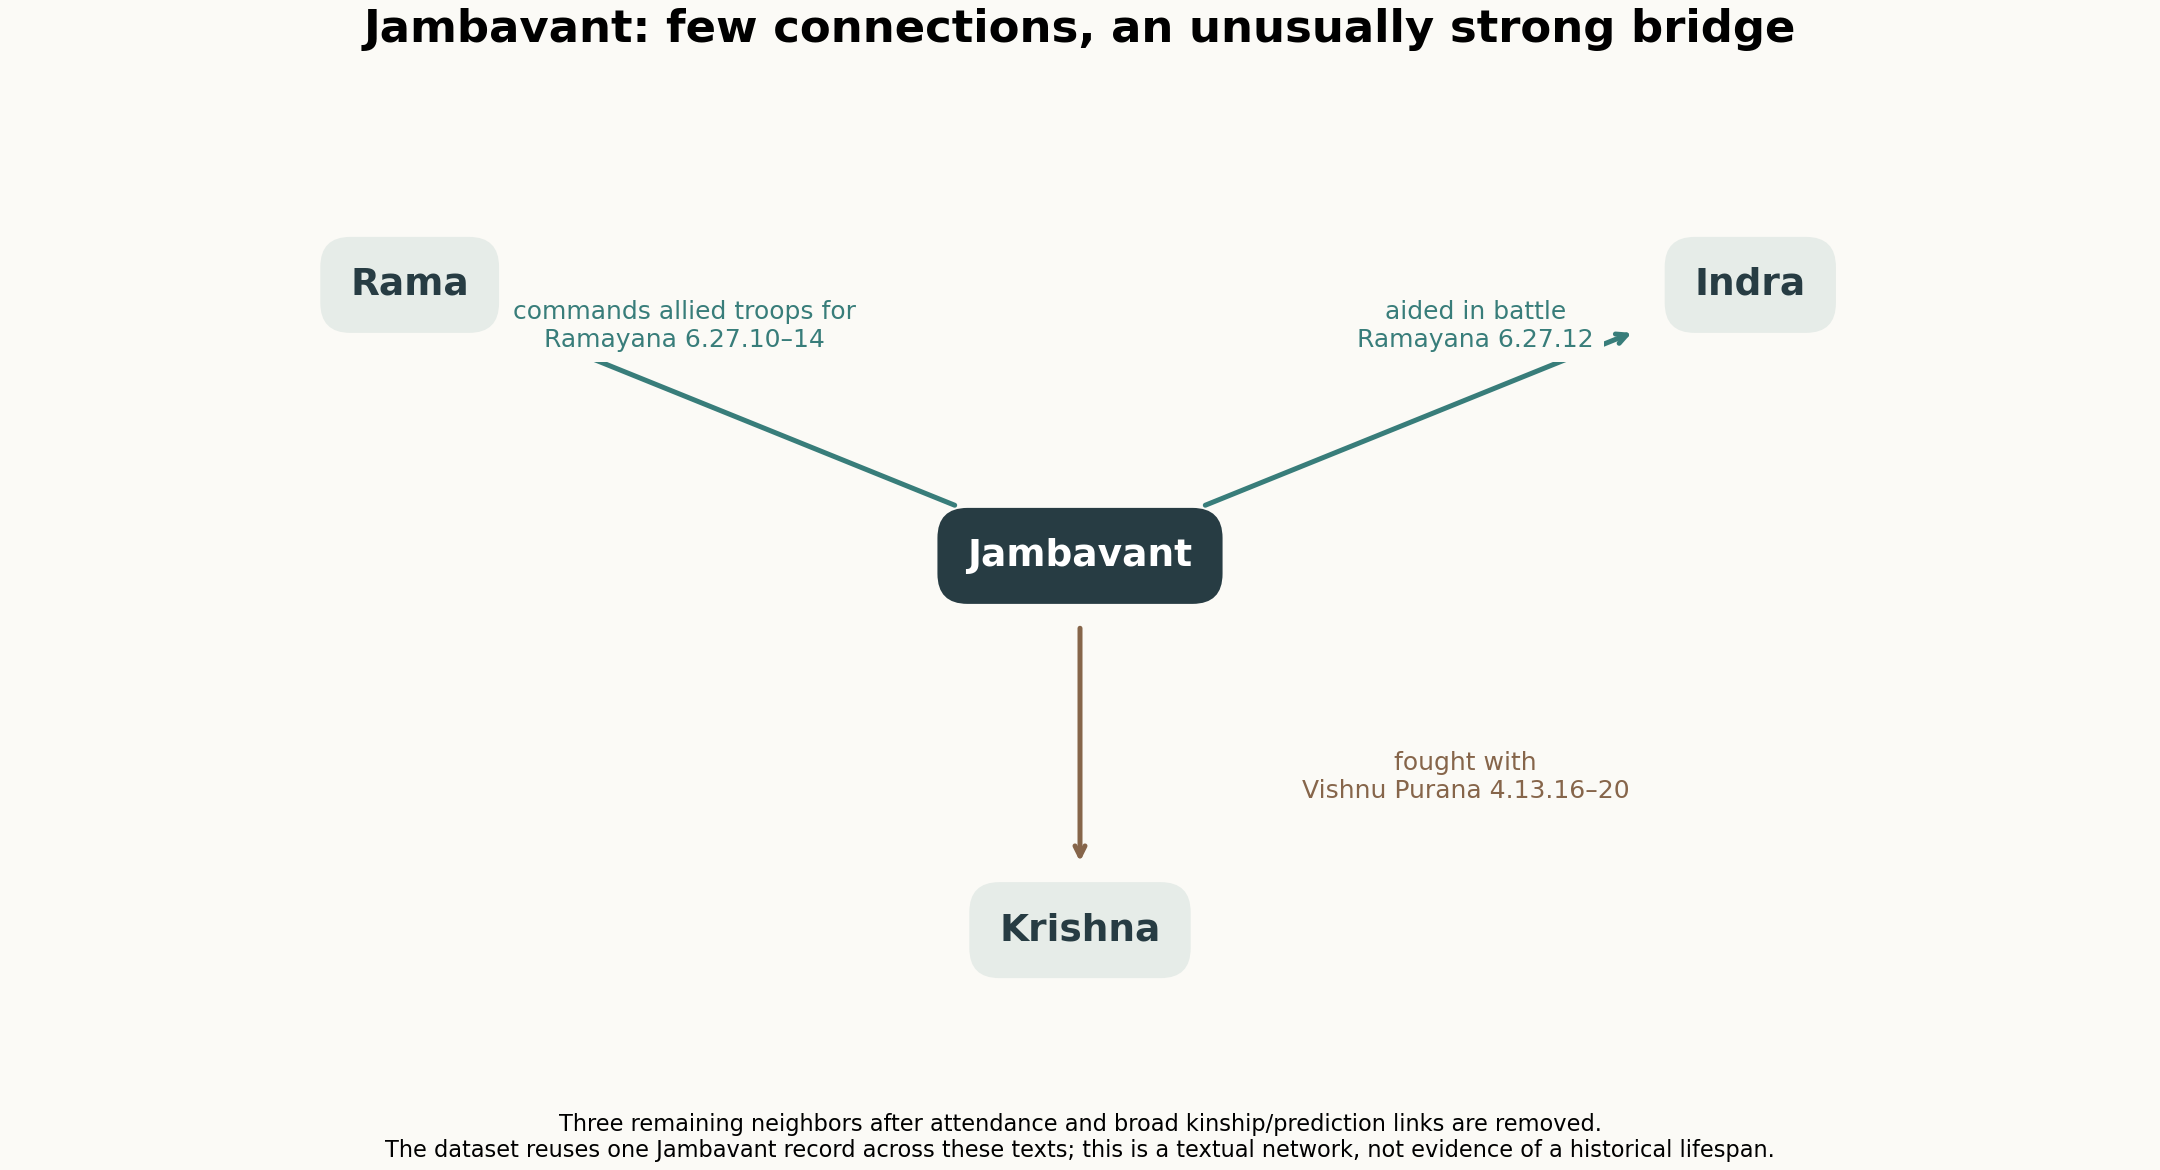 Jambavant: few connections, an unusually strong bridge
Rama
Indra
commands allied troops for
Ramayana 6.27.10–14
aided in battle
Ramayana 6.27.12
Jambavant
fought with
Vishnu Purana 4.13.16–20
Krishna
Three remaining neighbors after attendance and broad kinship/prediction links are removed.
The dataset reuses one Jambavant record across these texts; this is a textual network, not evidence of a historical lifespan.